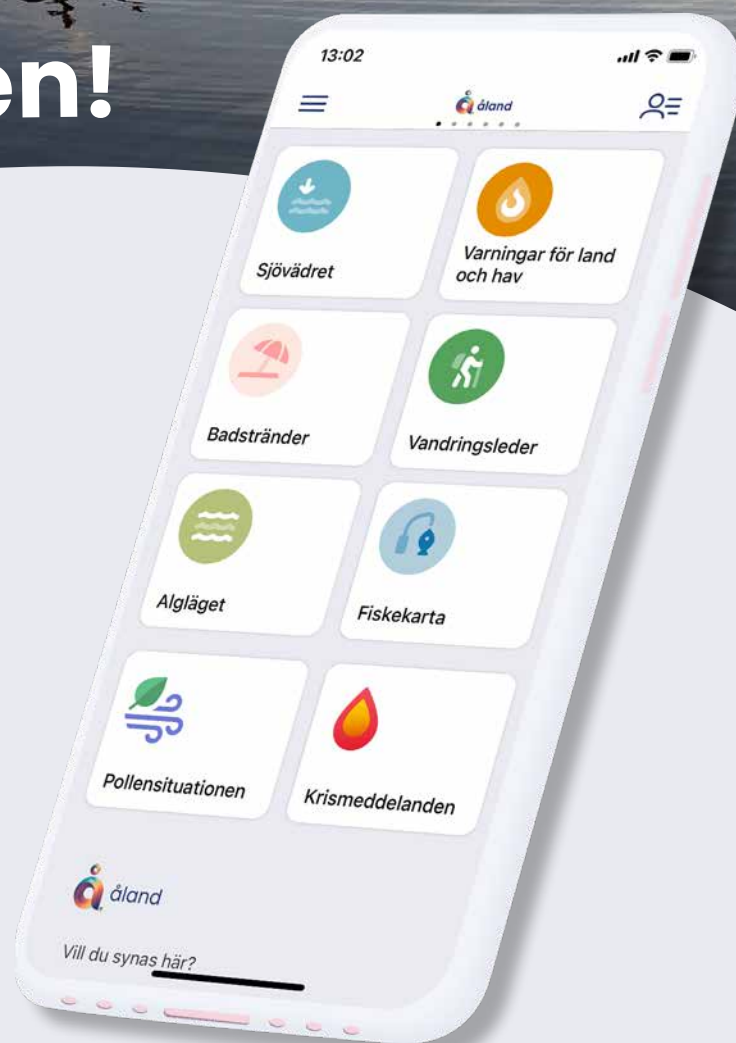 en!
13:02
åland
Sjövädret
Varningar för land
och hav
Badstränder
Vandringsleder
Algläget
Fiskekarta
Pollensituationen
Krismeddelanden
åland
Vill du synas här?